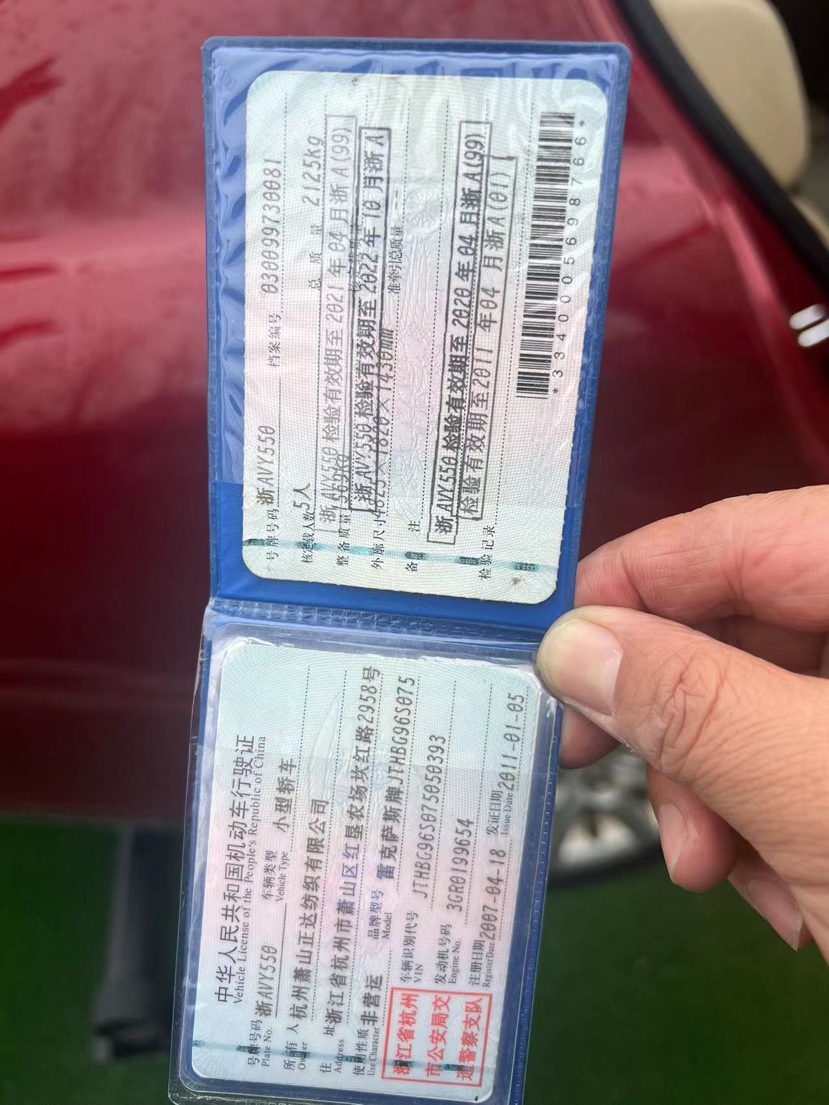 中华人民共和国机动车行驶证
Vehicle License of the People's Republic of China
号牌号码 浙AVY550 车辆类型 小型轿车
Plate No. Vehicle Type
所有人 杭州萧山正达纺织有限公司
Owner
住址 浙江省杭州市萧山区红垦农场坎红路2958号
Address
使用性质 非营运 品牌型号 雷克萨斯牌JTHBG96S075
Use Character Model
浙江省杭州
市公安局交
通警察支队
车辆识别代号 JTHBG96S075050393
VIN
发动机号码 3GR0199654
Engine No.
注册日期 2007-04-18 发证日期 2011-01-05
Register Date Issue Date
号牌号码 浙AVY550 档案编号 030099730081
核定载人数 5人 总质量 2125kg
浙AVY550 检验有效期至 2021年04月浙A(99)
整备质量
浙AVY550 检验有效期至 2022年10月浙A
外廓尺寸 ×1820×1430mm 准牵引总质量 ---
备注
浙AVY550 检验有效期至 2020年04月浙A(99)
检验记录 检验有效期至2011年04月浙A(01)
*3340005698766*